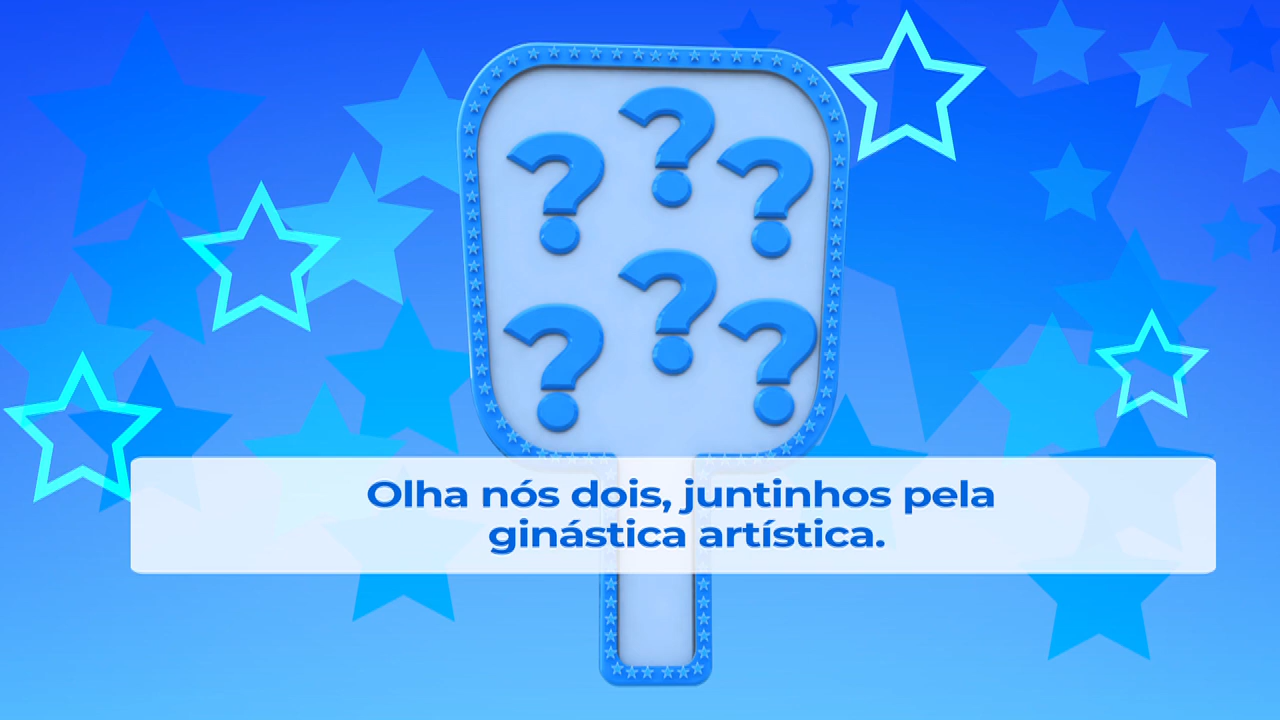 ? ? ?
? ? ?
Olha nós dois, juntinhos pela
ginástica artística.